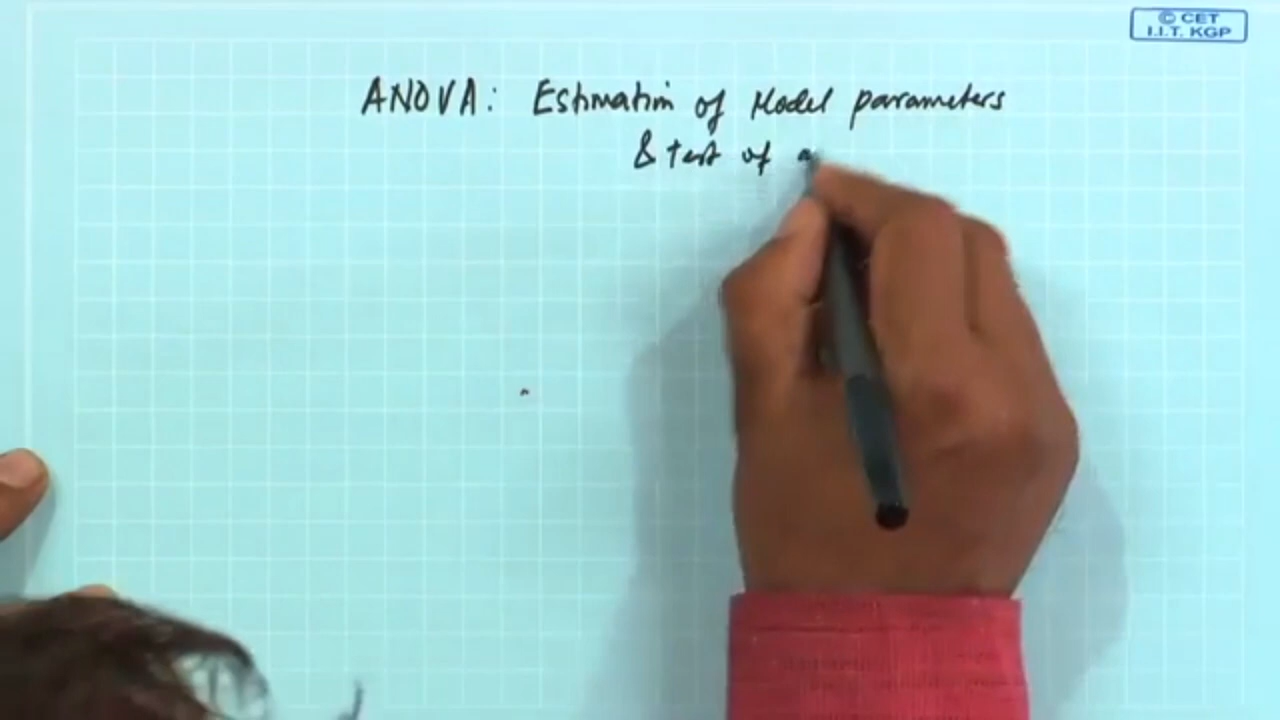 © CET
I.I.T. KGP
ANOVA: Estimation of Model parameters
& test of a